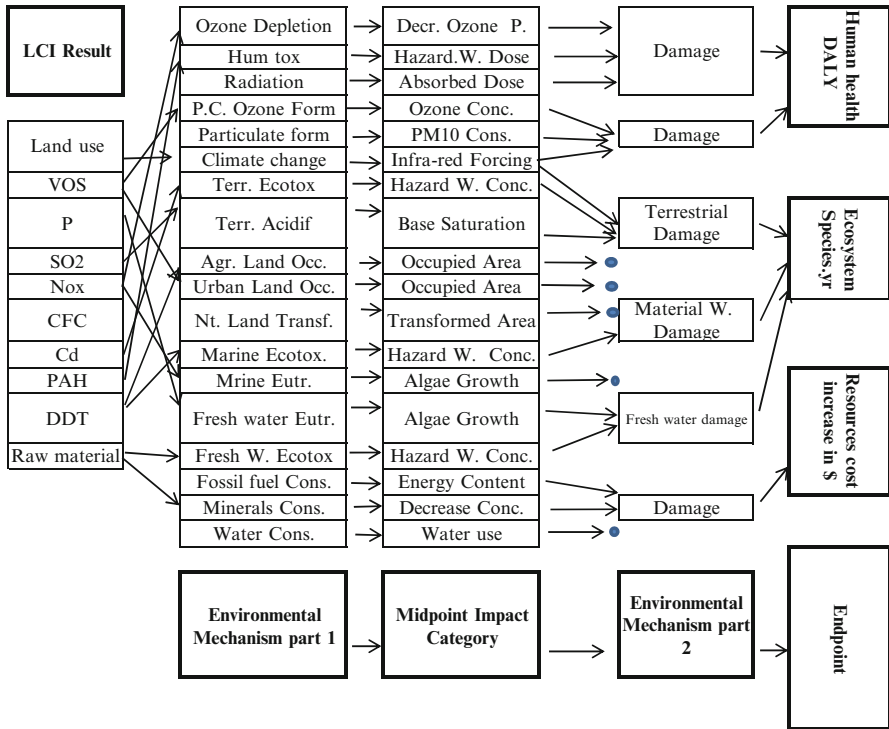 LCI Result
Land use
VOS
P
SO2
Nox
CFC
Cd
PAH
DDT
Raw material
Ozone Depletion
Hum tox
Radiation
P.C. Ozone Form
Particulate form
Climate change
Terr. Ecotox
Terr. Acidif
Agr. Land Occ.
Urban Land Occ.
Nt. Land Transf.
Marine Ecotox.
Mrine Eutr.
Fresh water Eutr.
Fresh W. Ecotox
Fossil fuel Cons.
Minerals Cons.
Water Cons.
Decr. Ozone P.
Hazard.W. Dose
Absorbed Dose
Ozone Conc.
PM10 Cons.
Infra-red Forcing
Hazard W. Conc.
Base Saturation
Occupied Area
Occupied Area
Transformed Area
Hazard W. Conc.
Algae Growth
Algae Growth
Hazard W. Conc.
Energy Content
Decrease Conc.
Water use
Damage
Damage
Terrestrial
Damage
Material W.
Damage
Fresh water damage
Damage
Human health
DALY
Ecosystem
Species.yr
Resources cost
increase in $
Environmental
Mechanism part 1
Midpoint Impact
Category
Environmental
Mechanism part
2
Endpoint